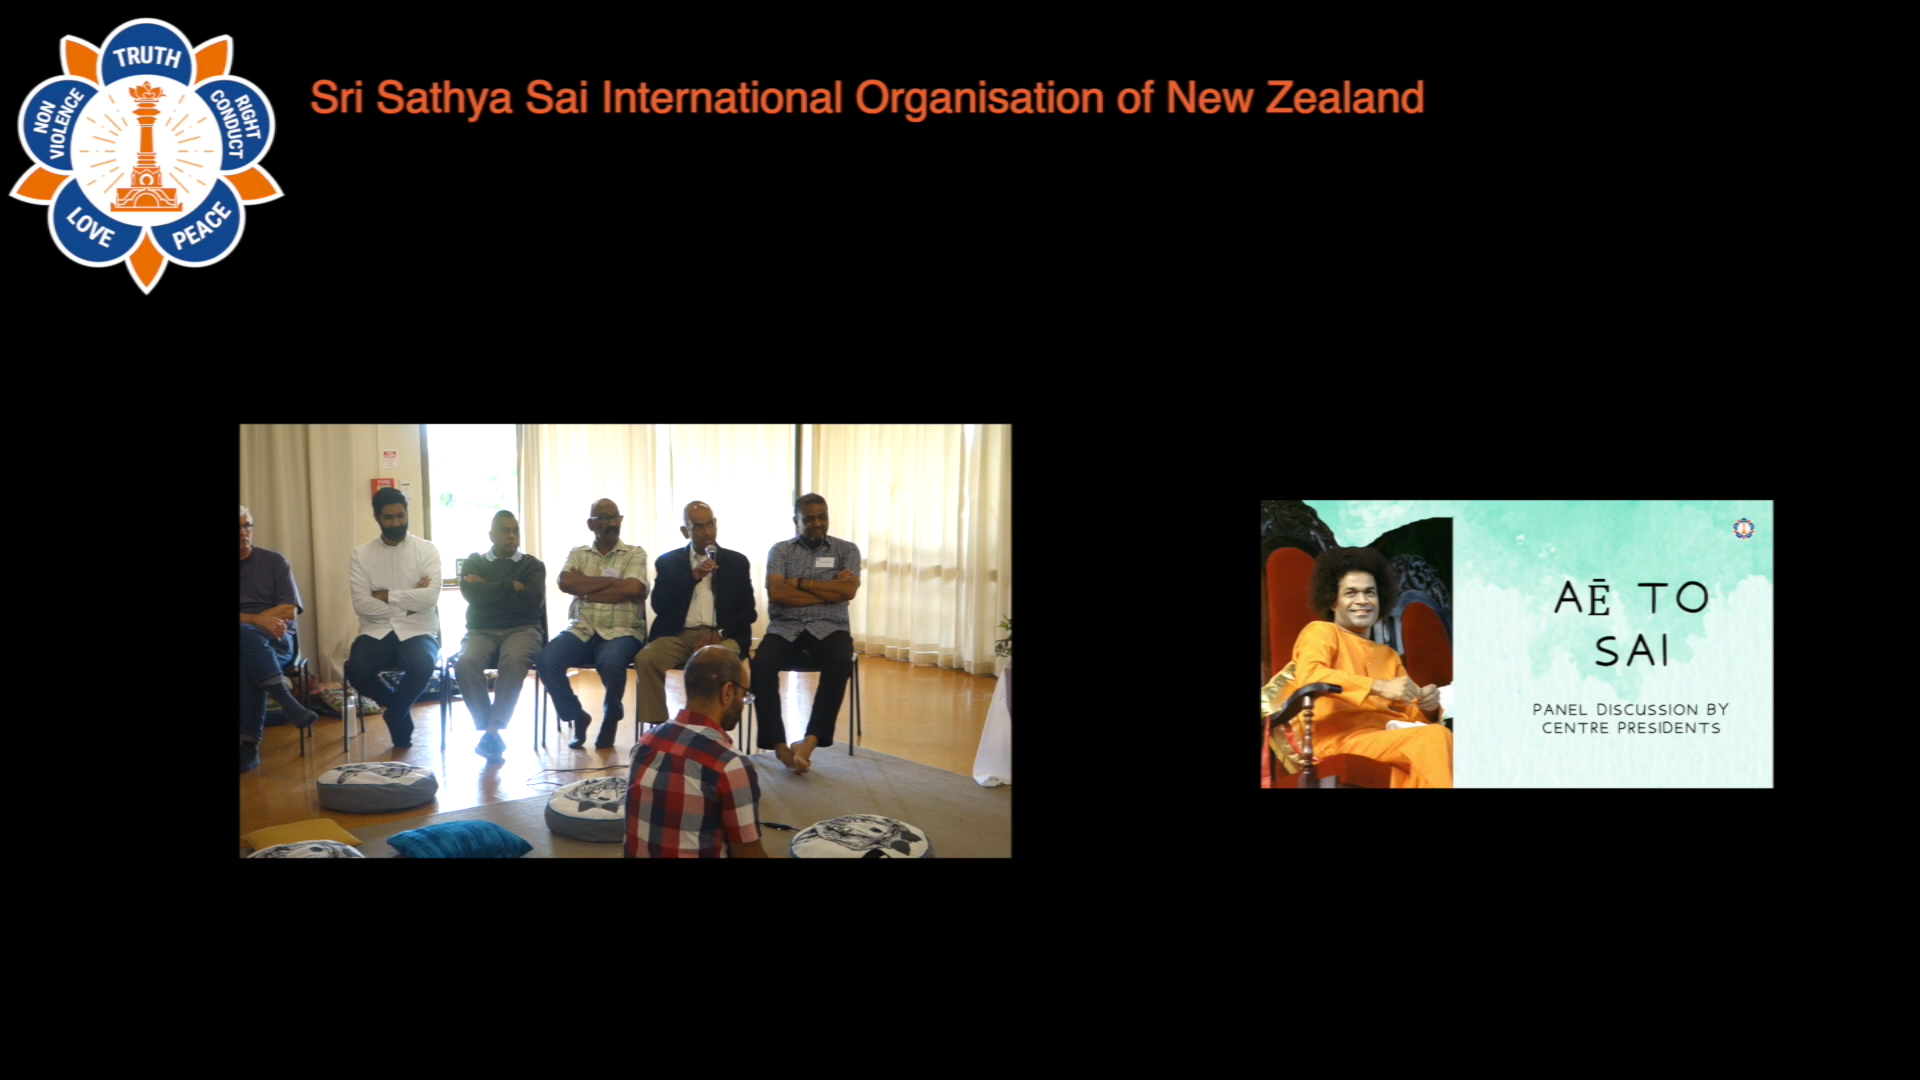 TRUTH
NON
VIOLENCE
RIGHT
CONDUCT
LOVE
PEACE
Sri Sathya Sai International Organisation of New Zealand
AĒ TO
SAI
PANEL DISCUSSION BY
CENTRE PRESIDENTS